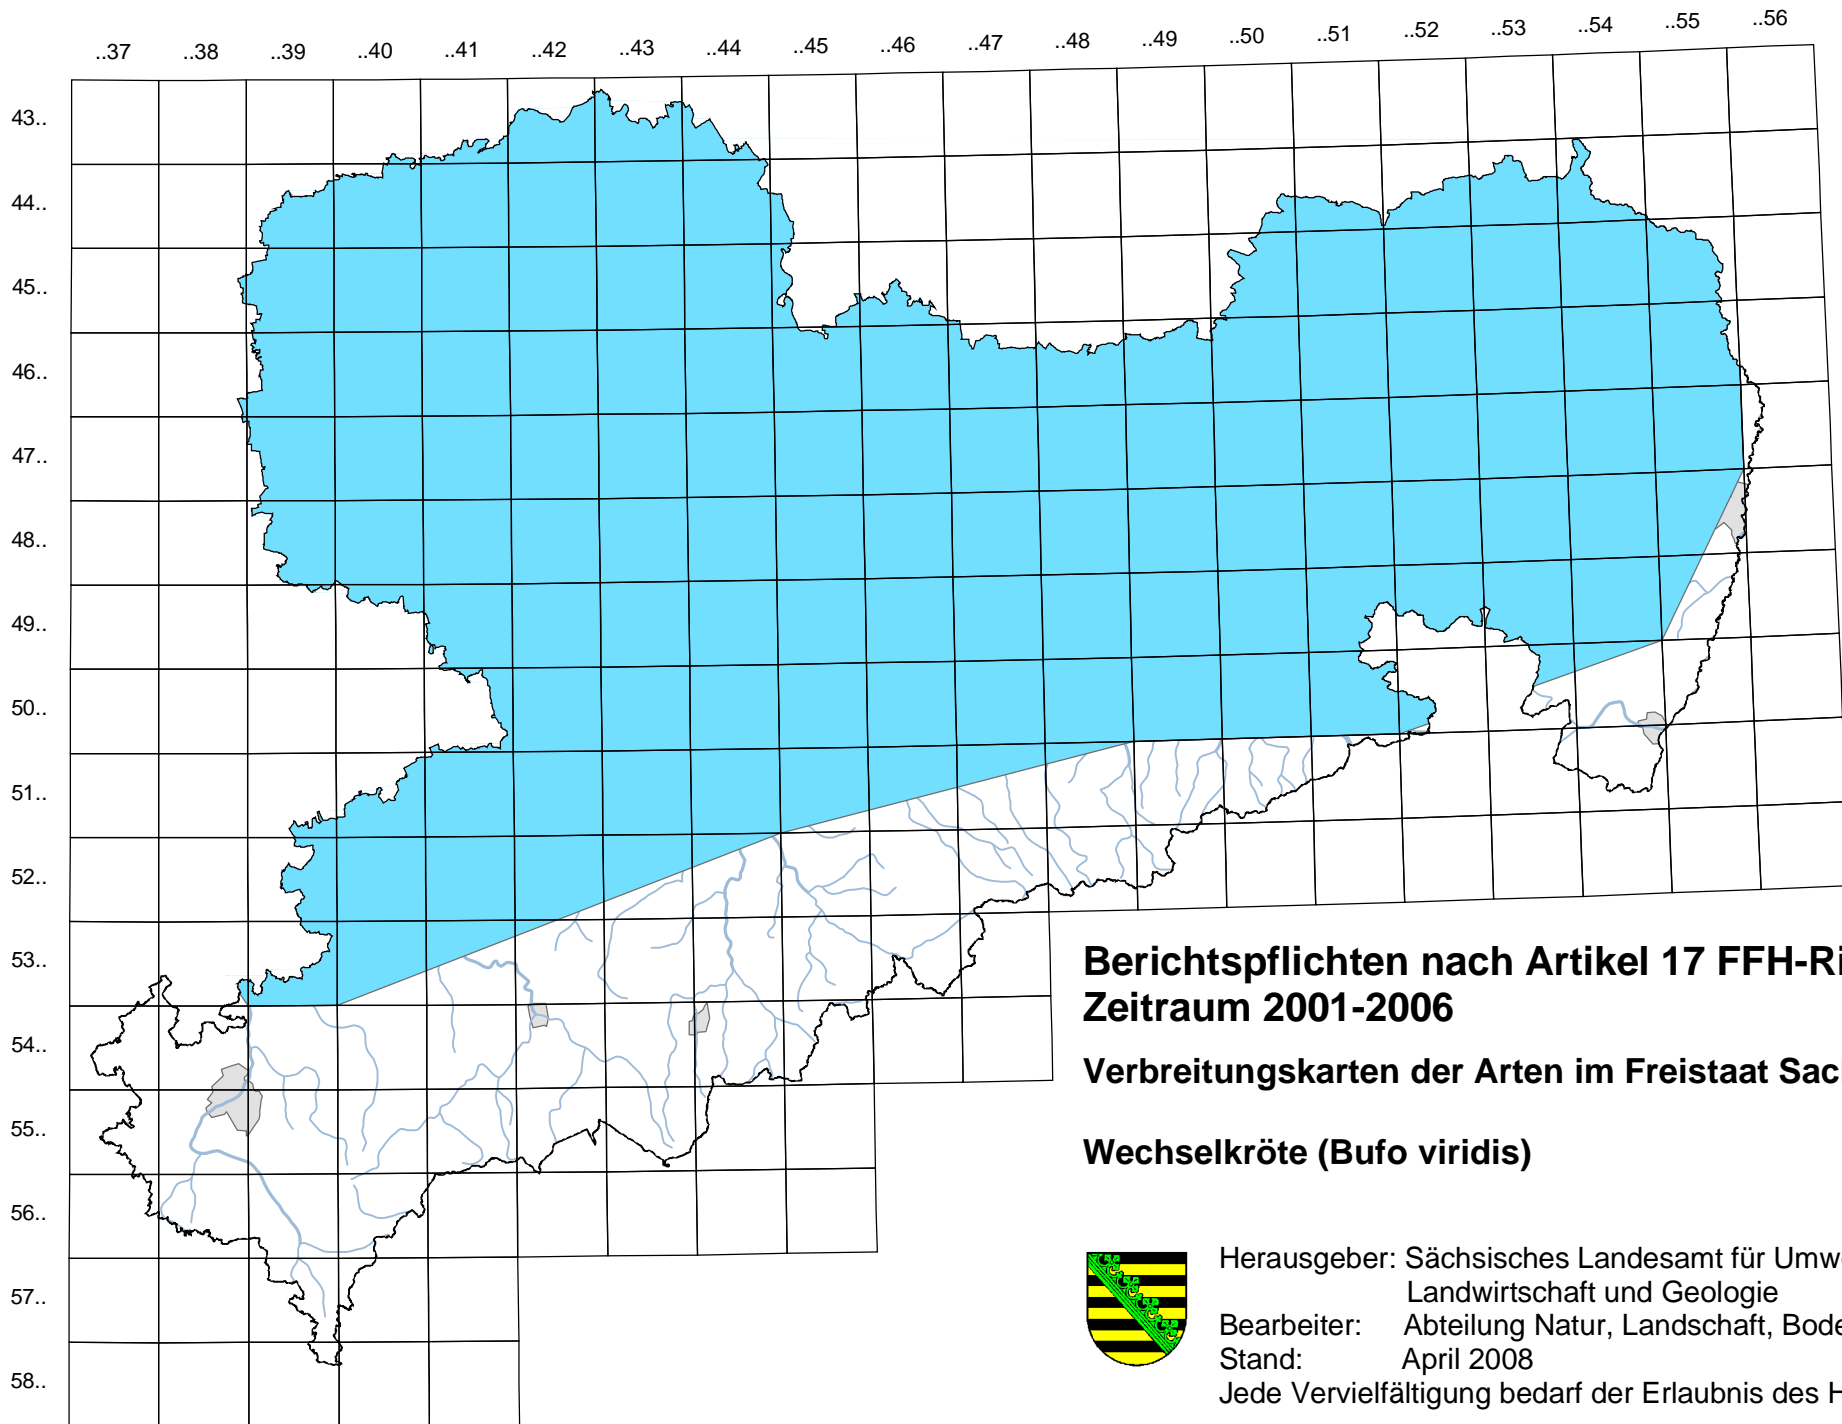 ..37 ..38 ..39 ..40 ..41 ..42 ..43 ..44 ..45 ..46 ..47 ..48 ..49 ..50 ..51 ..52 ..53 ..54 ..55 ..56
43..
44..
45..
46..
47..
48..
49..
50..
51..
52..
53..
54..
55..
56..
57..
58..
Berichtspflichten nach Artikel 17 FFH-Ri
Zeitraum 2001-2006
Verbreitungskarten der Arten im Freistaat Sac
Wechselkröte (Bufo viridis)
Herausgeber: Sächsisches Landesamt für Umw
Landwirtschaft und Geologie
Bearbeiter: Abteilung Natur, Landschaft, Bode
Stand: April 2008
Jede Vervielfältigung bedarf der Erlaubnis des H